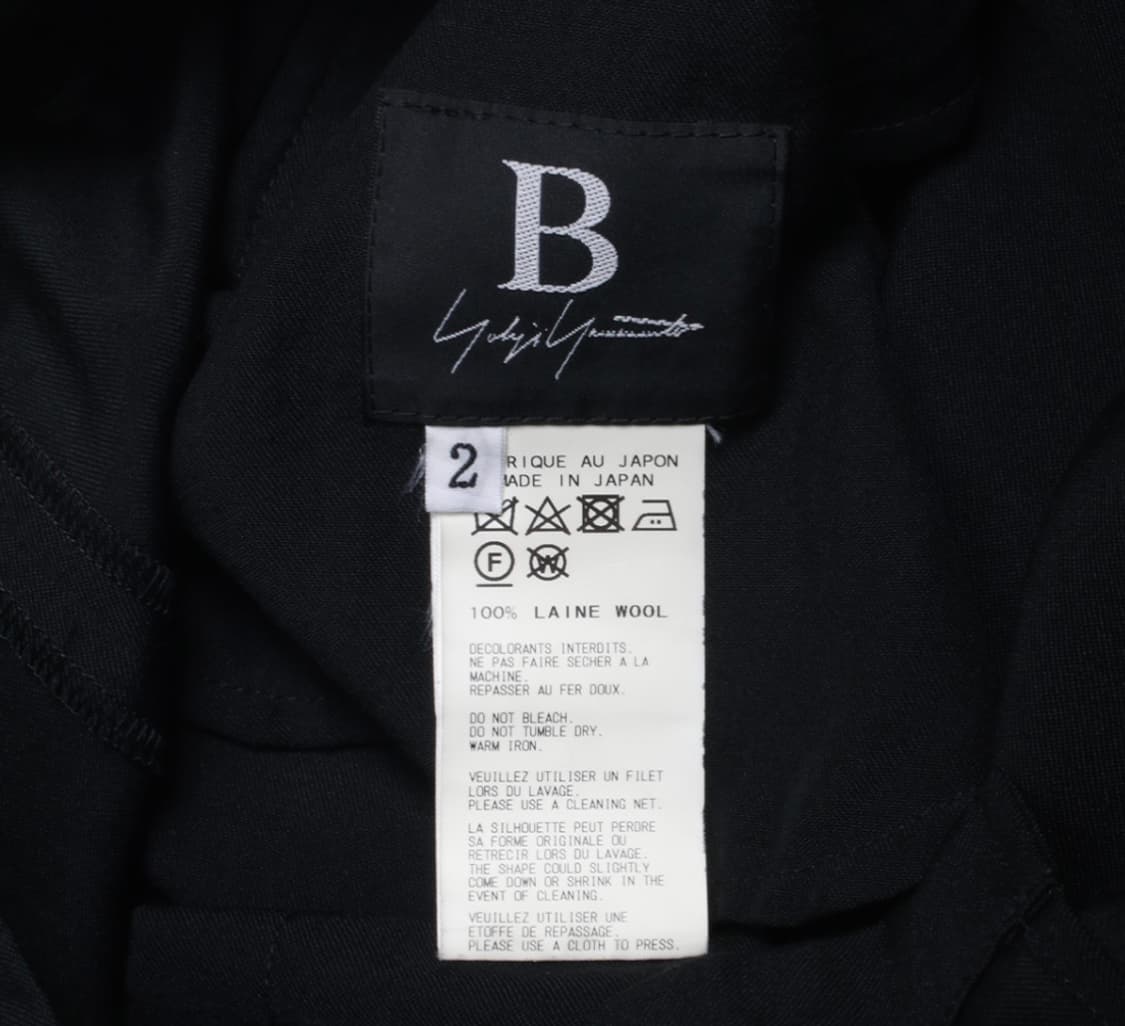 B
Yohji Yamamoto
2
RIQUE AU JAPON
MADE IN JAPAN
F
W
100% LAINE WOOL
DECOLORANTS INTERDITS.
NE PAS FAIRE SECHER A LA
MACHINE.
REPASSER AU FER DOUX.
DO NOT BLEACH.
DO NOT TUMBLE DRY.
WARM IRON.
VEUILLEZ UTILISER UN FILET
LORS DU LAVAGE.
PLEASE USE A CLEANING NET.
LA SILHOUETTE PEUT PERDRE
SA FORME ORIGINALE OU
RETRECIR LORS DU LAVAGE.
THE SHAPE COULD SLIGHTLY
COME DOWN OR SHRINK IN THE
EVENT OF CLEANING.
VEUILLEZ UTILISER UNE
ETOFFE DE REPASSAGE.
PLEASE USE A CLOTH TO PRESS.